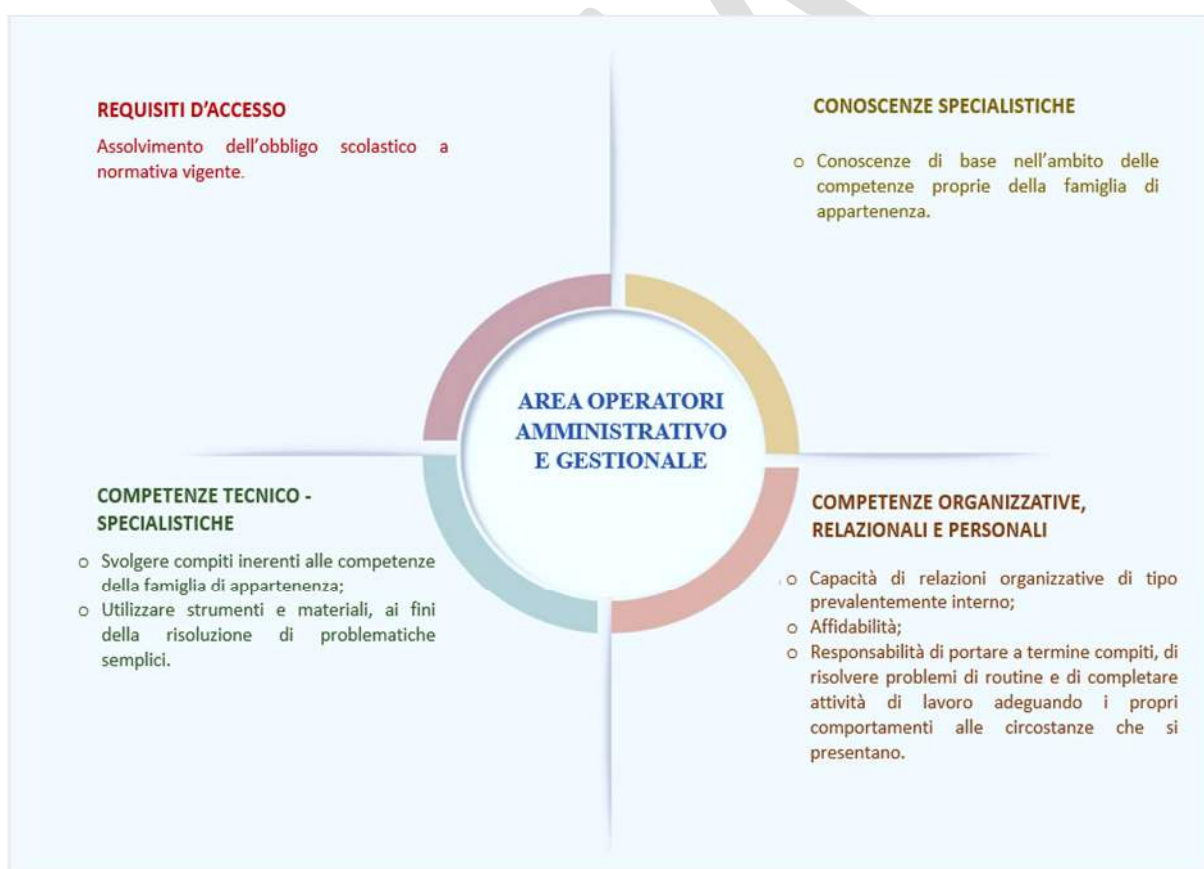 REQUISITI D'ACCESSO
Assolvimento dell'obbligo scolastico a
normativa vigente.
CONOSCENZE SPECIALISTICHE
o Conoscenze di base nell'ambito delle
competenze proprie della famiglia di
appartenenza.
AREA OPERATORI
AMMINISTRATIVO
E GESTIONALE
COMPETENZE TECNICO -
SPECIALISTICHE
o Svolgere compiti inerenti alle competenze
della famiglia di appartenenza;
o Utilizzare strumenti e materiali, ai fini
della risoluzione di problematiche
semplici.
COMPETENZE ORGANIZZATIVE,
RELAZIONALI E PERSONALI
o Capacità di relazioni organizzative di tipo
prevalentemente interno;
o Affidabilità;
o Responsabilità di portare a termine compiti, di
risolvere problemi di routine e di completare
attività di lavoro adeguando i propri
comportamenti alle circostanze che si
presentano.